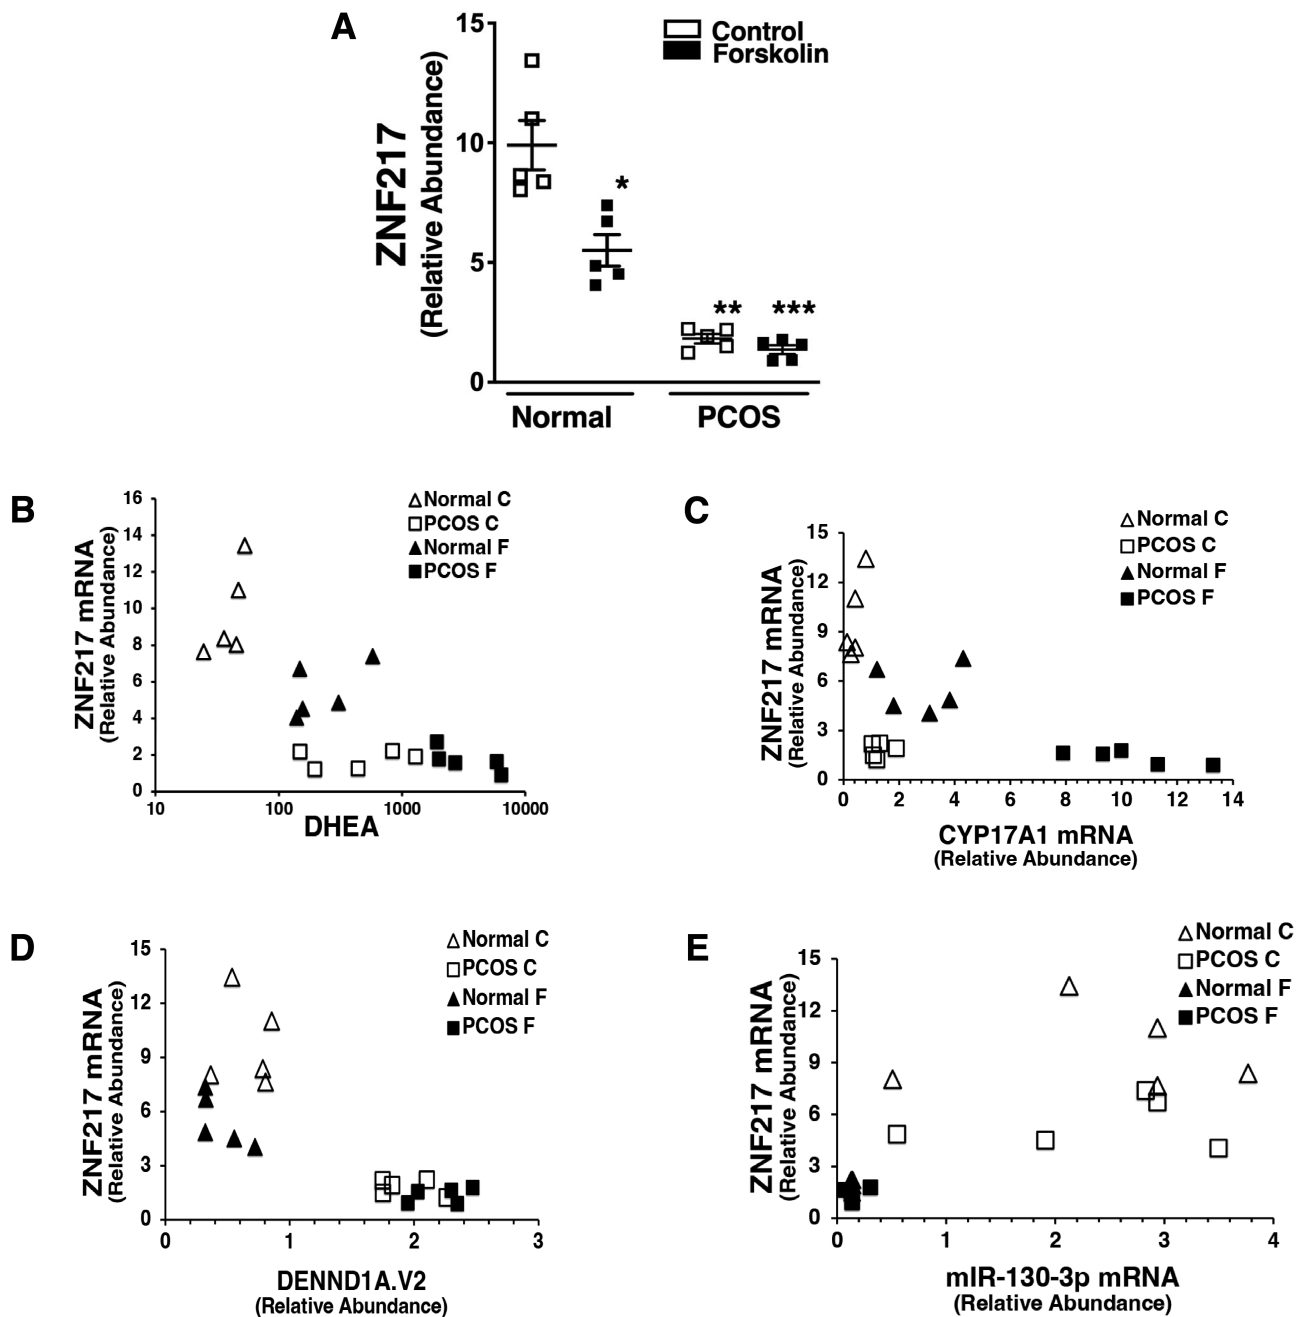 A
Control
Forskolin
ZNF217
(Relative Abundance)
15
10
5
0
*
**
***
Normal
PCOS
B
Normal C
PCOS C
Normal F
PCOS F
ZNF217 mRNA
(Relative Abundance)
16
14
12
10
8
6
4
2
0
10
100
1000
10000
DHEA
C
Normal C
PCOS C
Normal F
PCOS F
ZNF217 mRNA
(Relative Abundance)
15
12
9
6
3
0
0
2
4
6
8
10
12
14
CYP17A1 mRNA
(Relative Abundance)
D
Normal C
PCOS C
Normal F
PCOS F
ZNF217 mRNA
(Relative Abundance)
15
12
9
6
3
0
0
1
2
3
DENND1A.V2
(Relative Abundance)
E
Normal C
PCOS C
Normal F
PCOS F
ZNF217 mRNA
(Relative Abundance)
15
12
9
6
3
0
0
1
2
3
4
mIR-130-3p mRNA
(Relative Abundance)